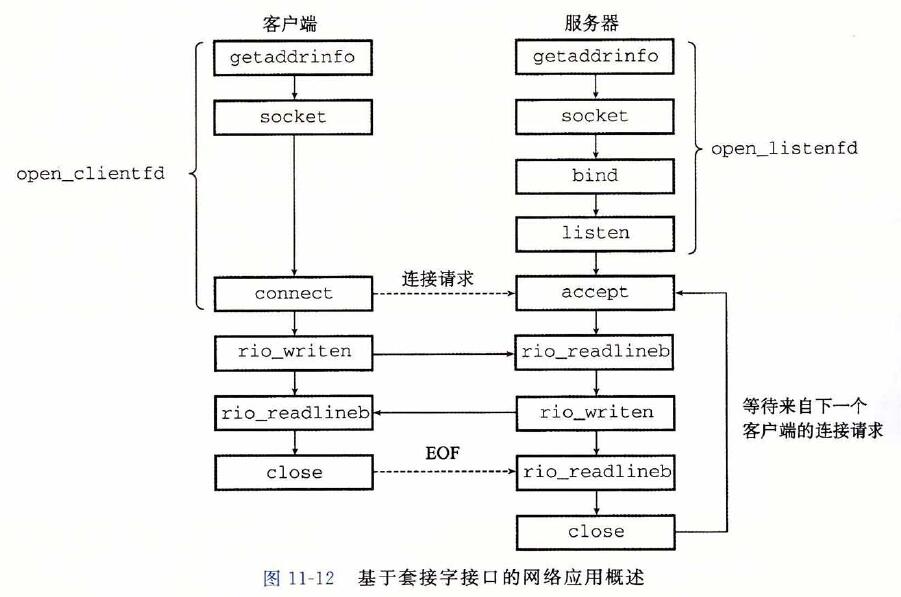 客户端
服务器
getaddrinfo
getaddrinfo
socket
socket
open_clientfd
open_listenfd
bind
listen
connect
连接请求
accept
rio_writen
rio_readlineb
rio_readlineb
rio_writen
等待来自下一个
客户端的连接请求
close
EOF
rio_readlineb
close
图 11-12 基于套接字接口的网络应用概述